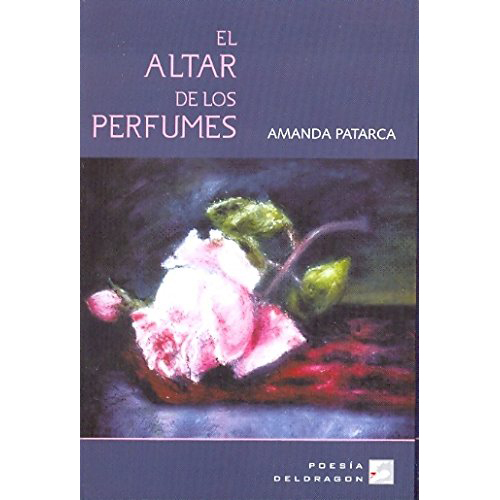 EL
ALTAR
DE LOS
PERFUMES
AMANDA PATARCA
POESÍA
DELDRAGON